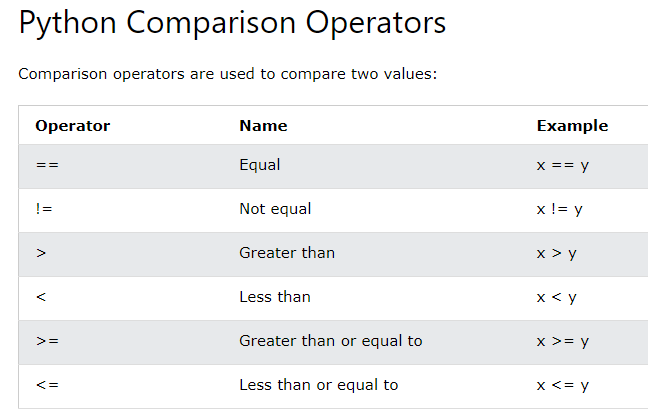 Python Comparison Operators
Comparison operators are used to compare two values:
Operator Name Example
== Equal x == y
!= Not equal x != y
> Greater than x > y
< Less than x < y
>= Greater than or equal to x >= y
<= Less than or equal to x <= y